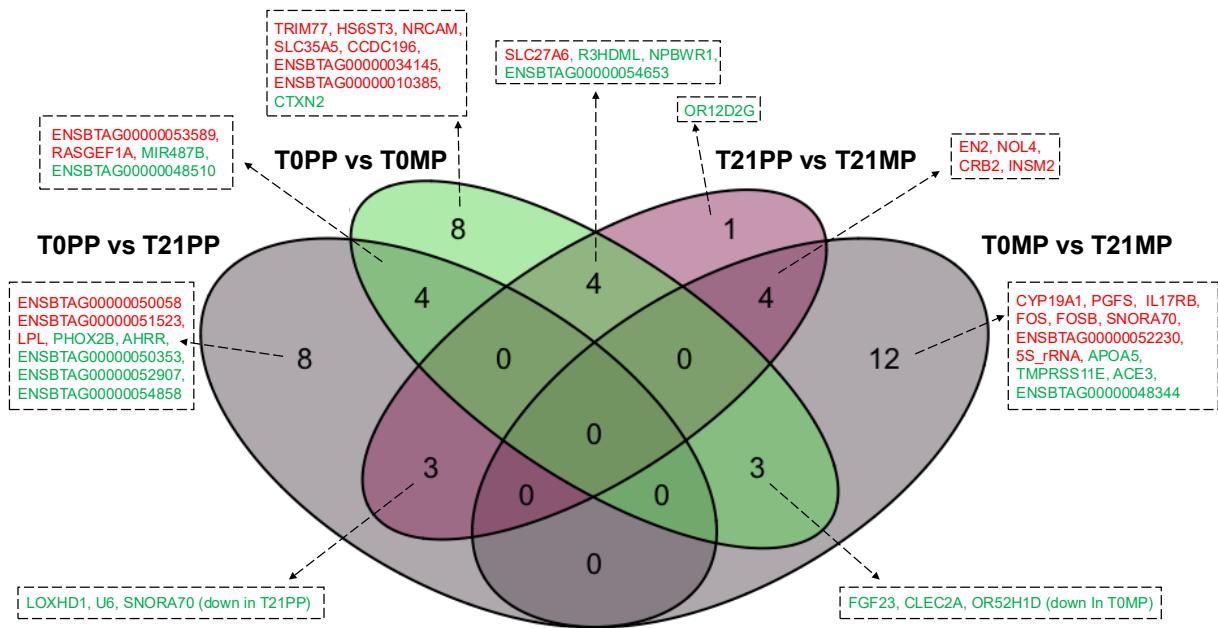 TRIM77, HS6ST3, NRCAM,
SLC35A5, CCDC196,
ENSBTAG00000034145,
ENSBTAG00000010385,
CTXN2
SLC27A6, R3HDML, NPBWR1,
ENSBTAG00000054653
OR12D2G
ENSBTAG00000053589,
RASGEF1A, MIR487B,
ENSBTAG00000048510
EN2, NOL4,
CRB2, INSM2
T0PP vs T0MP
T21PP vs T21MP
T0PP vs T21PP
T0MP vs T21MP
8
1
4
4
4
ENSBTAG00000050058
ENSBTAG00000051523,
LPL, PHOX2B, AHRR,
ENSBTAG00000050353,
ENSBTAG00000052907,
ENSBTAG00000054858
8
0
0
12
CYP19A1, PGFS, IL17RB,
FOS, FOSB, SNORA70,
ENSBTAG00000052230,
5S_rRNA, APOA5,
TMPRSS11E, ACE3,
ENSBTAG00000048344
0
3
3
0
0
0
LOXHD1, U6, SNORA70 (down in T21PP)
FGF23, CLEC2A, OR52H1D (down In T0MP)